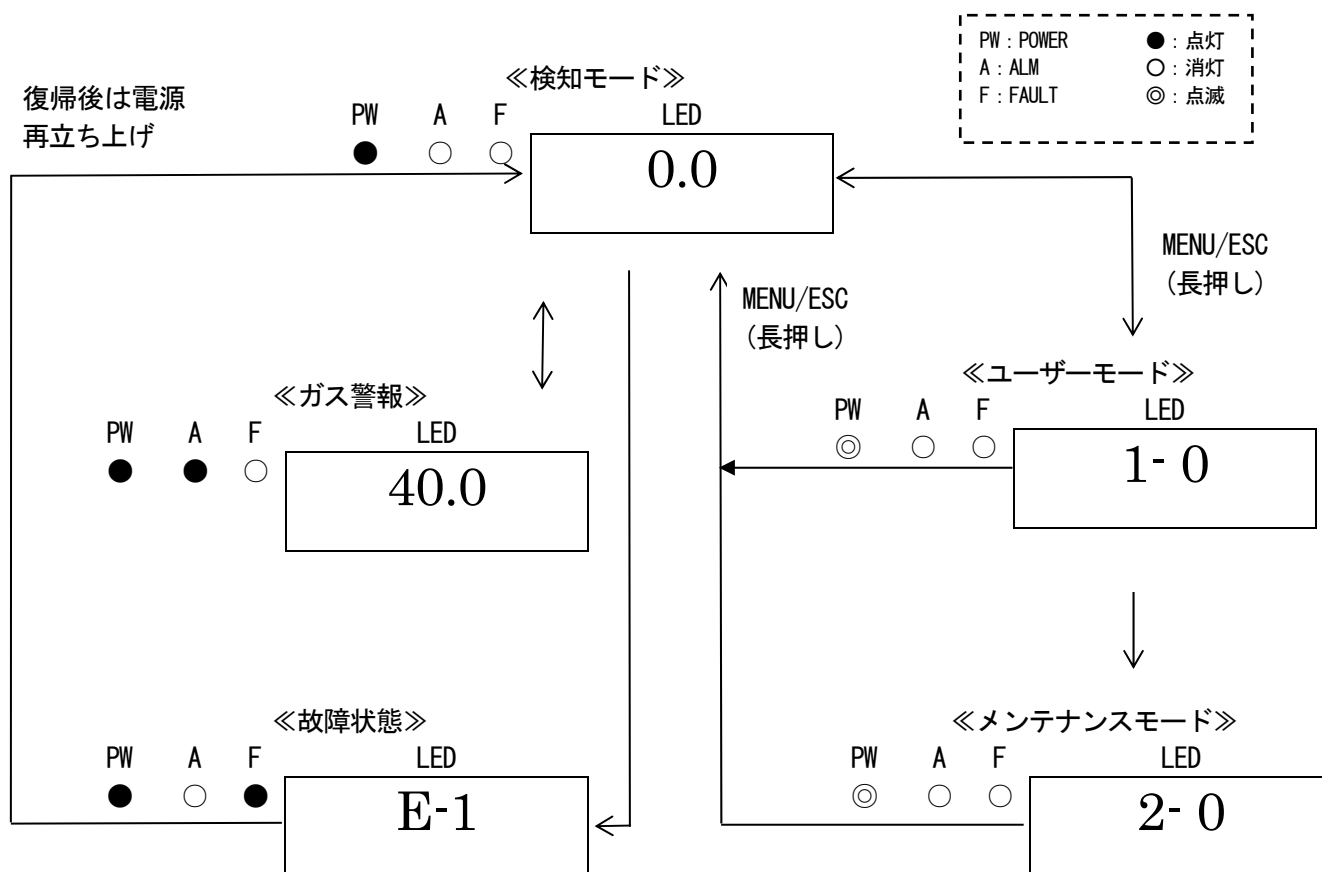 PW：POWER ●：点灯
A：ALM ○：消灯
F：FAULT ◎：点滅
復帰後は電源
再立ち上げ
≪検知モード≫
PW A F LED
● ○ ○
0.0
MENU/ESC
（長押し）
MENU/ESC
（長押し）
≪ガス警報≫
PW A F LED
● ● ○
40.0
≪ユーザーモード≫
PW A F LED
◎ ○ ○
1- 0
≪故障状態≫
PW A F LED
● ○ ●
E-1
≪メンテナンスモード≫
PW A F LED
◎ ○ ○
2- 0